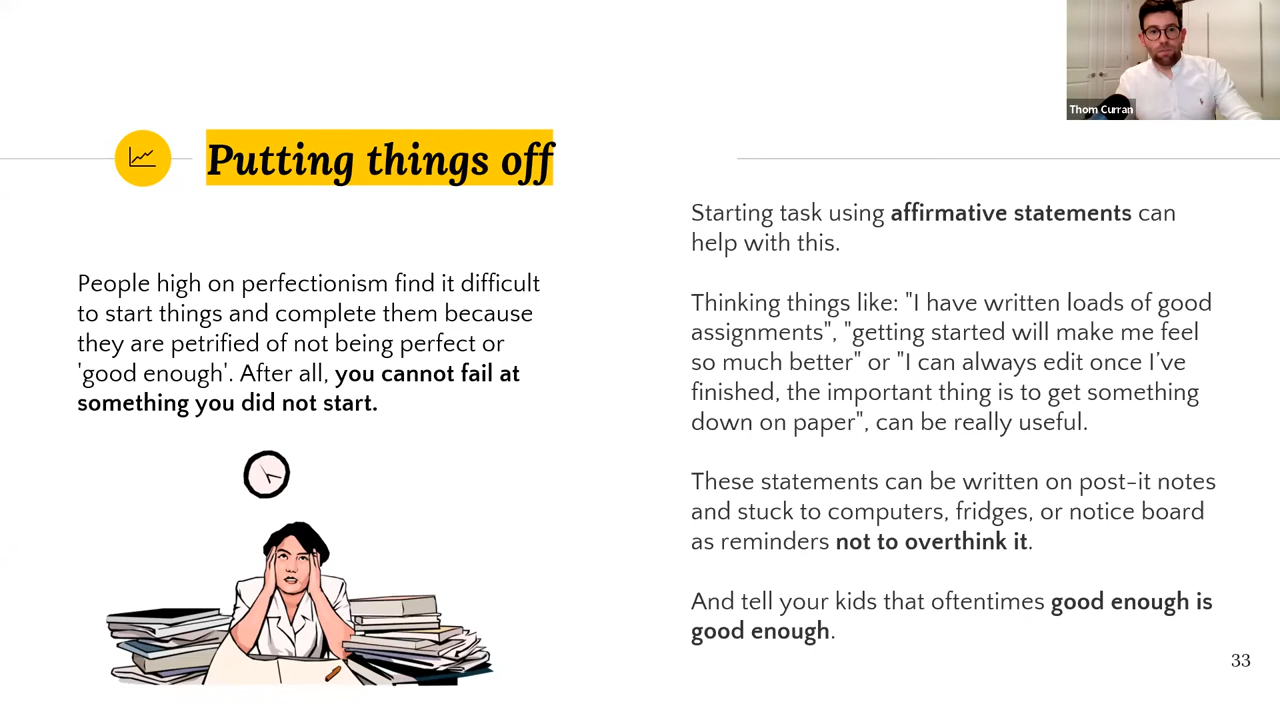 Thom Curran
Putting things off
People high on perfectionism find it difficult
to start things and complete them because
they are petrified of not being perfect or
'good enough'. After all, you cannot fail at
something you did not start.
Starting task using affirmative statements can
help with this.
Thinking things like: "I have written loads of good
assignments", "getting started will make me feel
so much better" or "I can always edit once I’ve
finished, the important thing is to get something
down on paper", can be really useful.
These statements can be written on post-it notes
and stuck to computers, fridges, or notice board
as reminders not to overthink it.
And tell your kids that oftentimes good enough is
good enough.
33